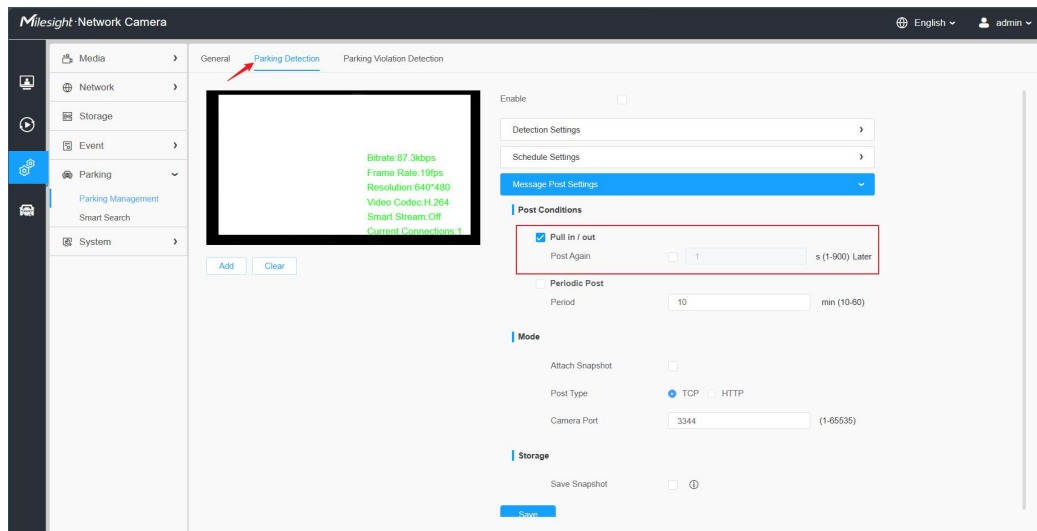 Milesight·Network Camera
English
admin
Media
Network
Storage
Event
Parking
Parking Management
Smart Search
System
General
Parking Detection
Parking Violation Detection
Bitrate:87.3kbps
Frame Rate:19fps
Resolution:640*480
Video Codec:H.264
Smart Stream:Off
Current Connections:1
Add
Clear
Enable
Detection Settings
Schedule Settings
Message Post Settings
Post Conditions
Pull in / out
Post Again 1 s (1-900) Later
Periodic Post
Period 10 min (10-60)
Mode
Attach Snapshot
Post Type TCP HTTP
Camera Port 3344 (1-65535)
Storage
Save Snapshot
Save